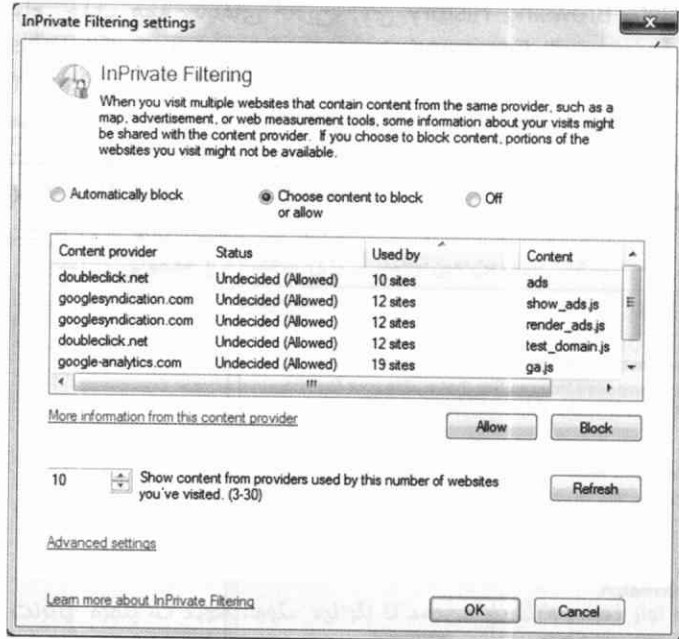 InPrivate Filtering settings
x
InPrivate Filtering
When you visit multiple websites that contain content from the same provider, such as a
map, advertisement, or web measurement tools, some information about your visits might
be shared with the content provider. If you choose to block content, portions of the
websites you visit might not be available.
Automatically block Choose content to block Off
or allow
Content provider Status Used by Content
doubleclick.net Undecided (Allowed) 10 sites ads
googlesyndication.com Undecided (Allowed) 12 sites show_ads.js
googlesyndication.com Undecided (Allowed) 12 sites render_ads.js
doubleclick.net Undecided (Allowed) 12 sites test_domain.js
google-analytics.com Undecided (Allowed) 19 sites ga.js
More information from this content provider Allow Block
10 Show content from providers used by this number of websites
you've visited. (3-30) Refresh
Advanced settings
Learn more about InPrivate Filtering OK Cancel